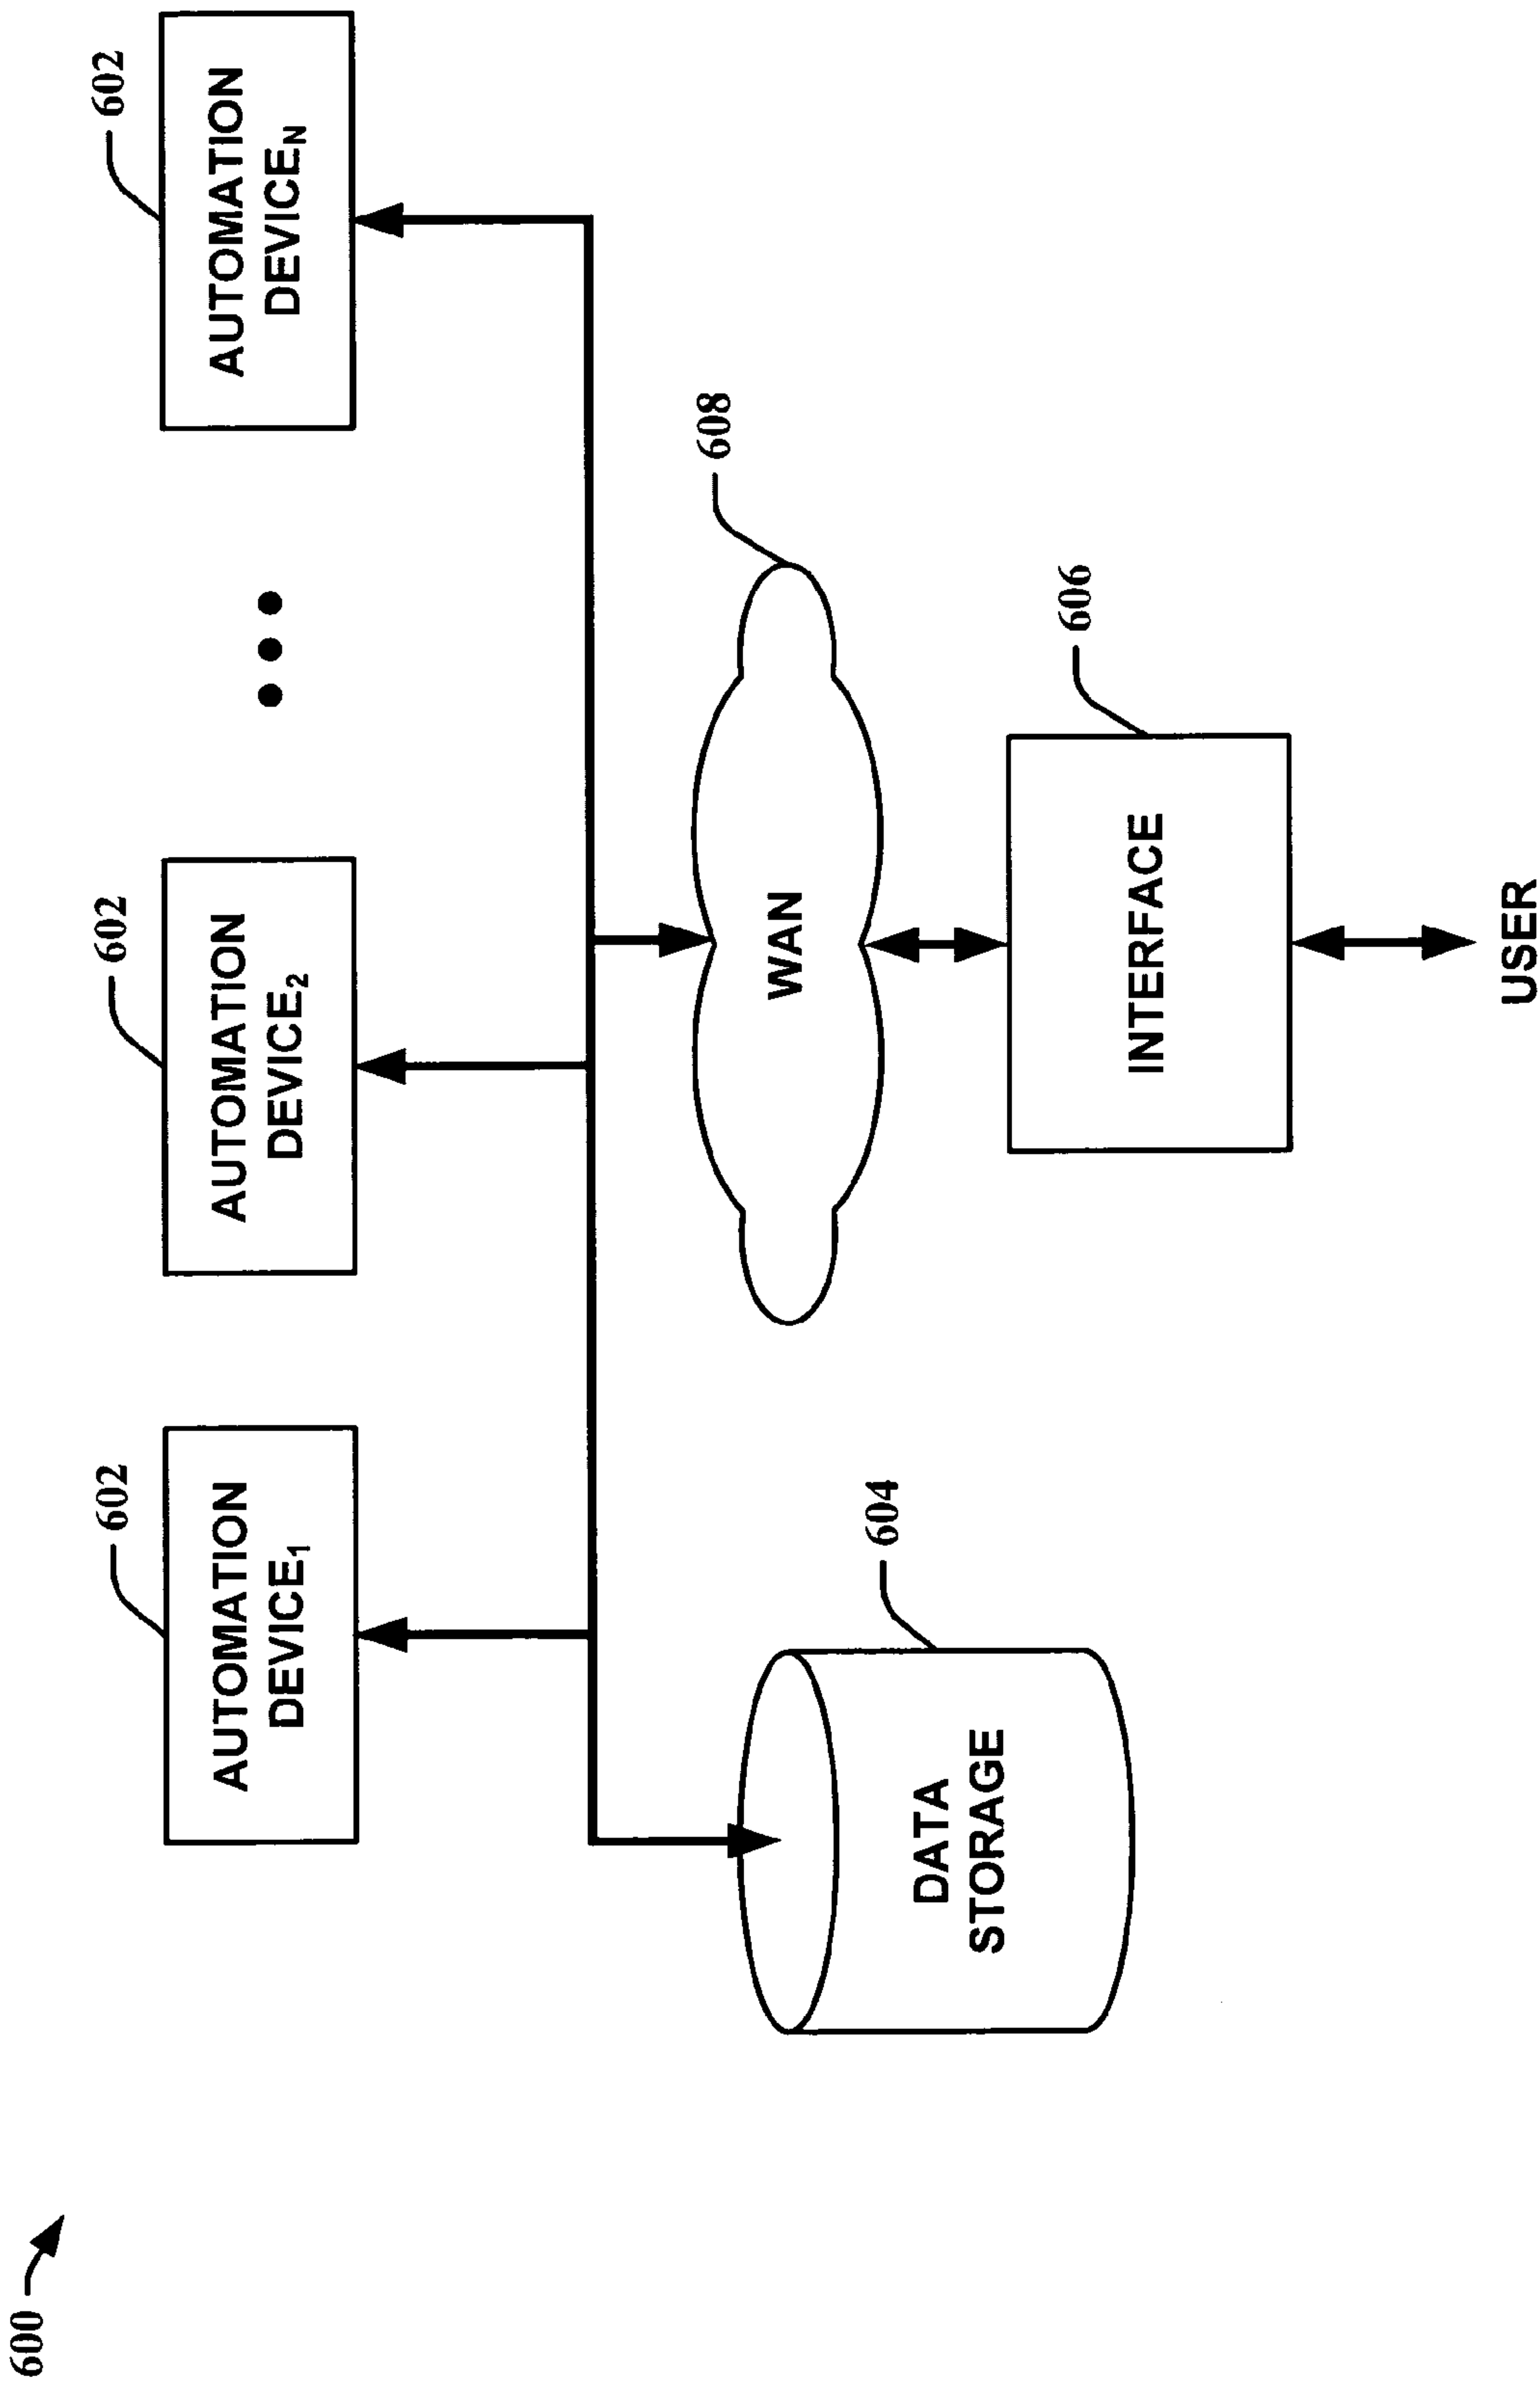 600
602
602
602
AUTOMATION
DEVICE1
AUTOMATION
DEVICE2
AUTOMATION
DEVICEN
608
WAN
604
DATA
STORAGE
606
INTERFACE
USER